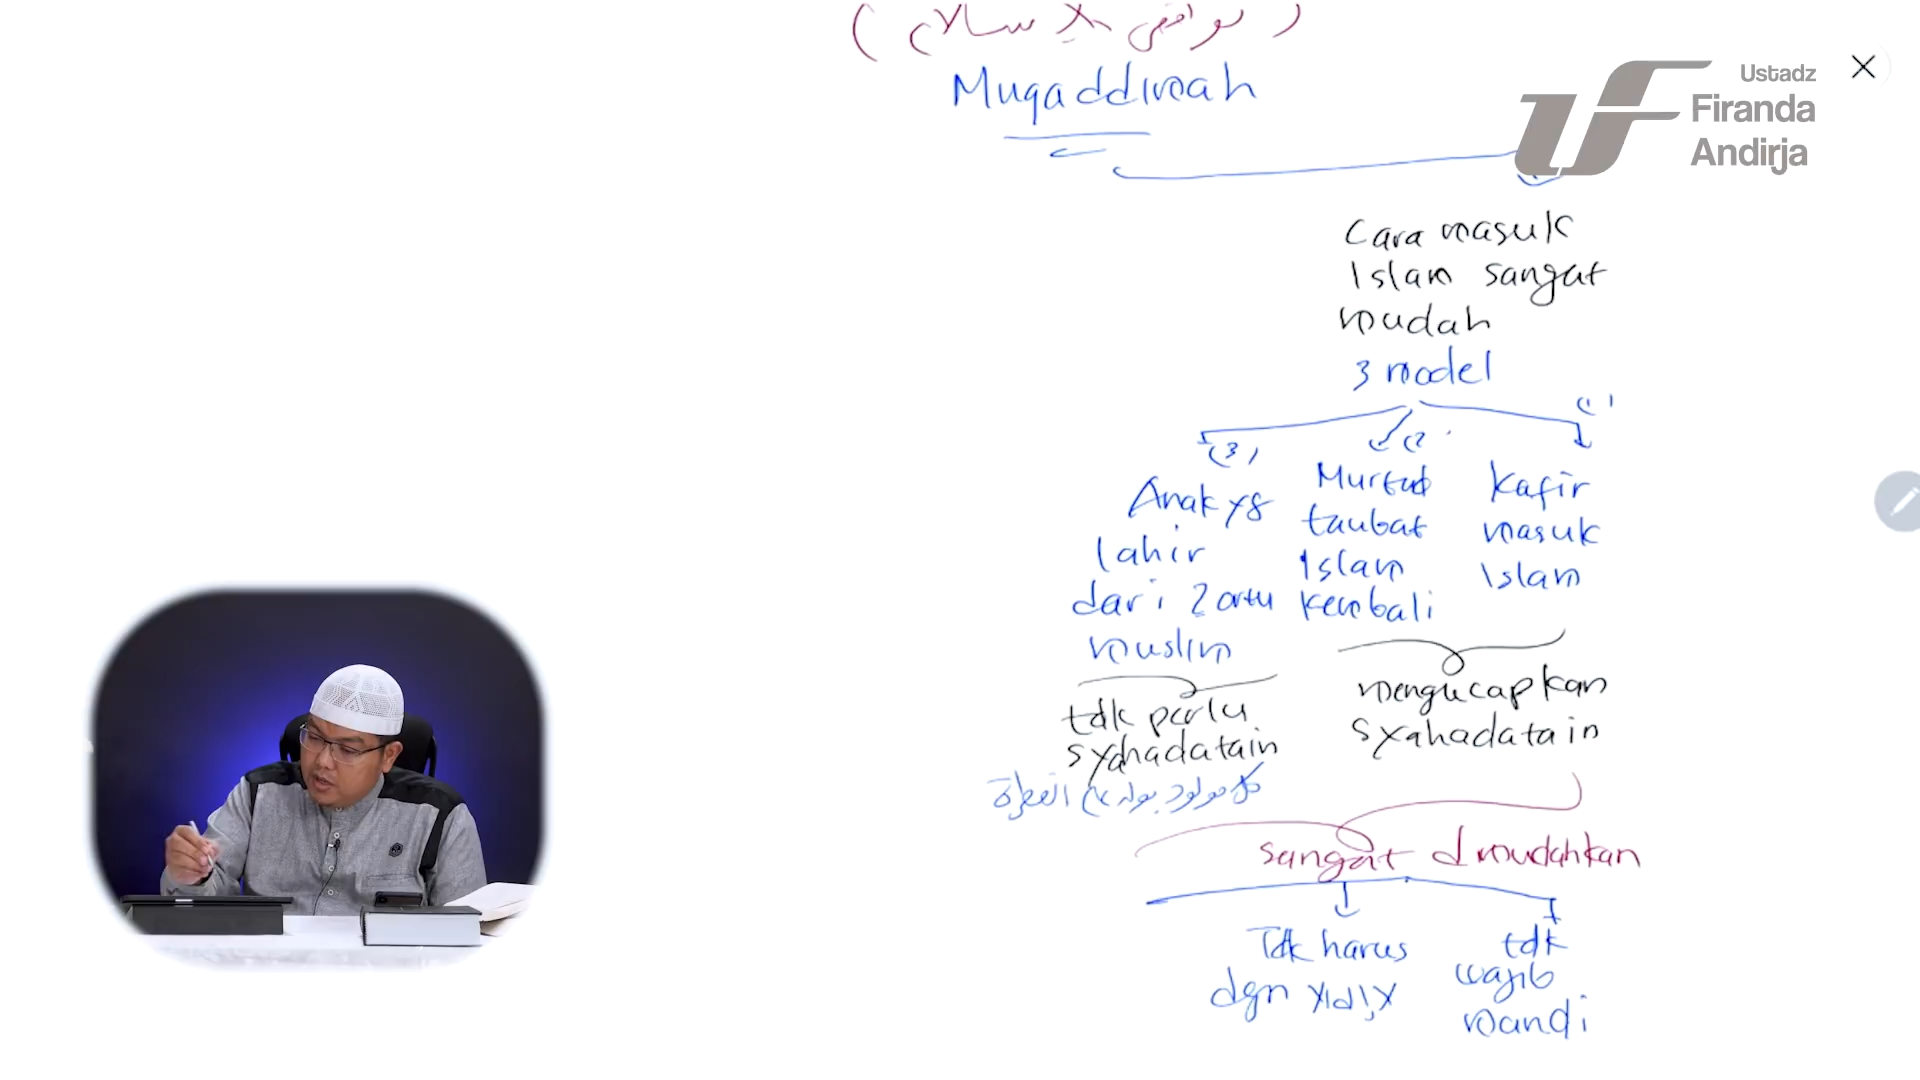 ( نواقض الإسلام )
Muqaddimah
Ustadz
Firanda
Andirja
Cara masuk
Islam sangat
mudah
3 model
(1)
Kafir
masuk
Islam
(2)
Murtad
taubat
Islam
kembali
(3)
Anak yg
lahir
dari 2 ortu
muslim
mengucapkan
syahadatain
tdk perlu
syahadatain
كل مولود يولد على الفطرة
sangat dmudahkan
tdk
wajib
mandi
Tdk harus
dgn